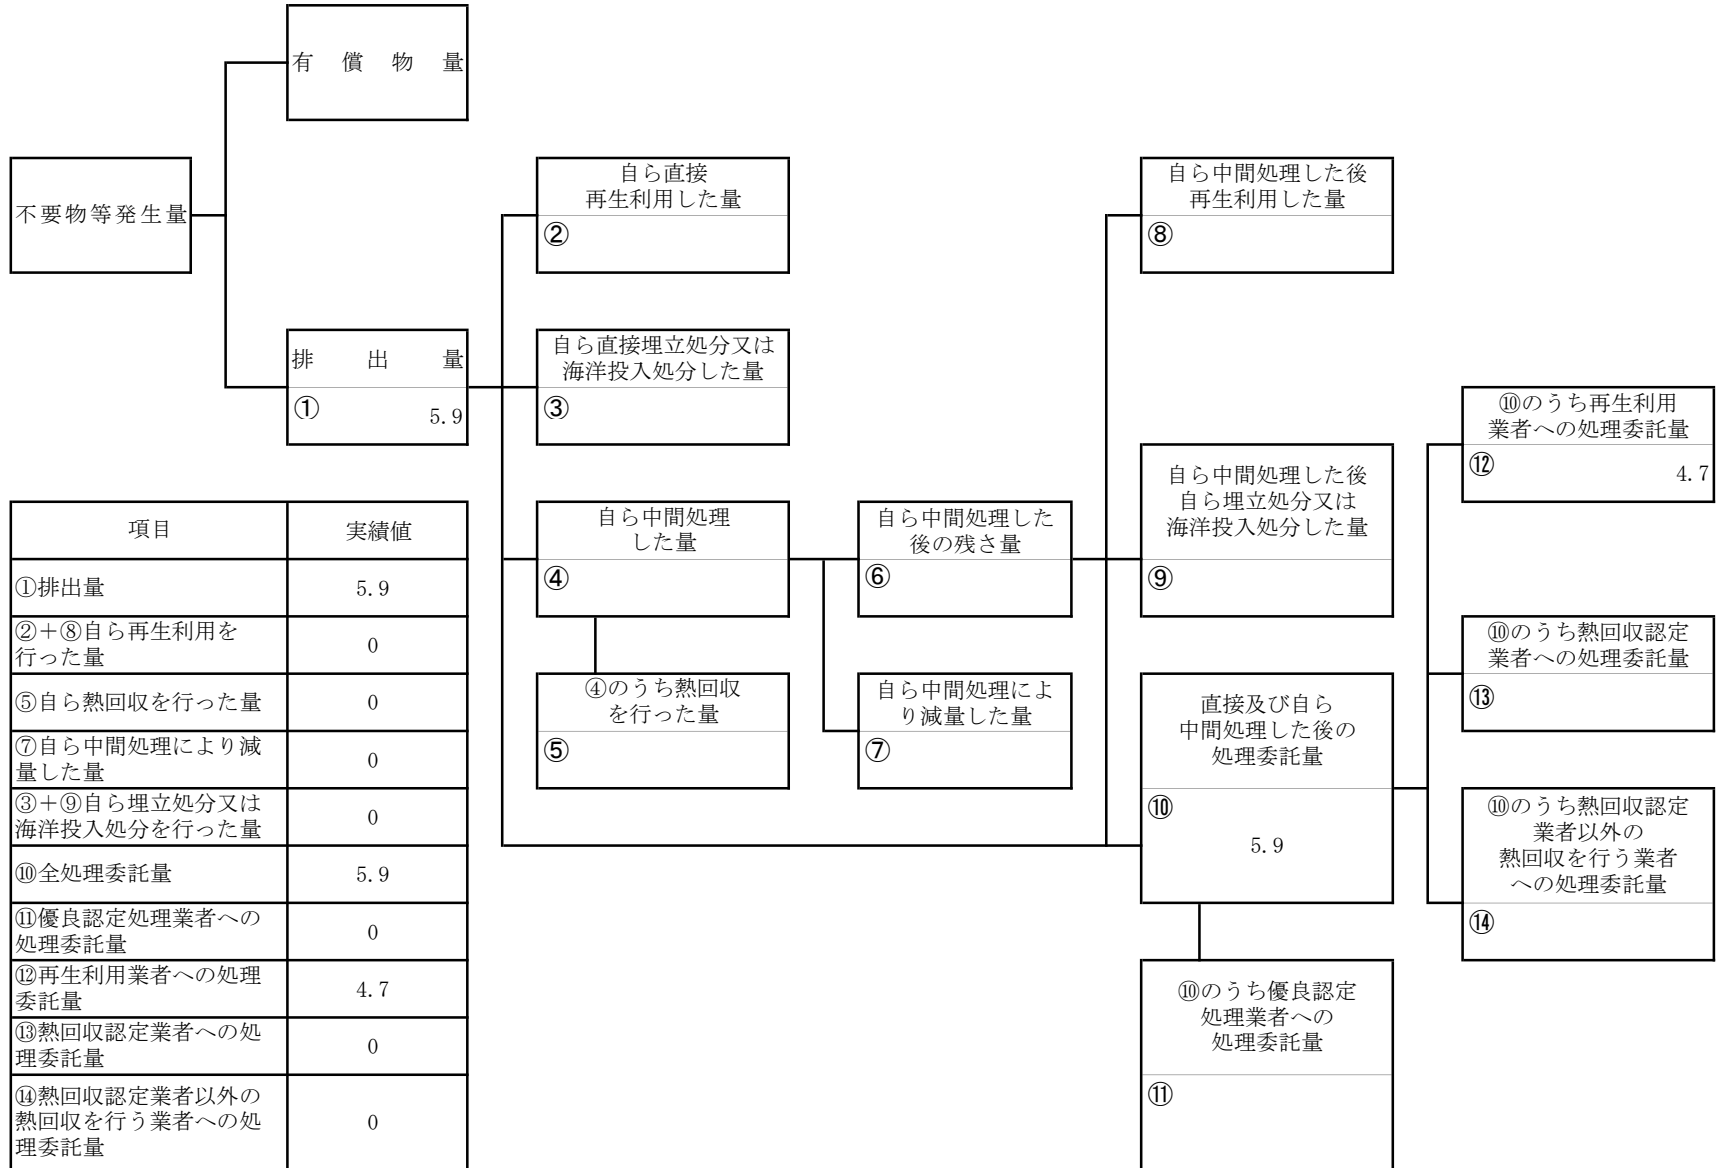 有償物量
不要物等発生量
排出量
①
5.9
自ら直接
再生利用した量
②
自ら直接埋立処分又は
海洋投入処分した量
③
自ら中間処理
した量
④
④のうち熱回収
を行った量
⑤
自ら中間処理した
後の残さ量
⑥
自ら中間処理によ
り減量した量
⑦
自ら中間処理した後
再生利用した量
⑧
自ら中間処理した後
自ら埋立処分又は
海洋投入処分した量
⑨
直接及び自ら
中間処理した後の
処理委託量
⑩
5.9
⑩のうち優良認定
処理業者への
処理委託量
⑪
⑩のうち再生利用
業者への処理委託量
⑫
4.7
⑩のうち熱回収認定
業者への処理委託量
⑬
⑩のうち熱回収認定
業者以外の
熱回収を行う業者
への処理委託量
⑭
項目 実績値
①排出量 5.9
②+⑧自ら再生利用を
行った量
0
⑤自ら熱回収を行った量 0
⑦自ら中間処理により減
量した量
0
③+⑨自ら埋立処分又は
海洋投入処分を行った量
0
⑩全処理委託量 5.9
⑪優良認定処理業者への
処理委託量
0
⑫再生利用業者への処理
委託量
4.7
⑬熱回収認定業者への処
理委託量
0
⑭熱回収認定業者以外の
熱回収を行う業者への処
理委託量
0